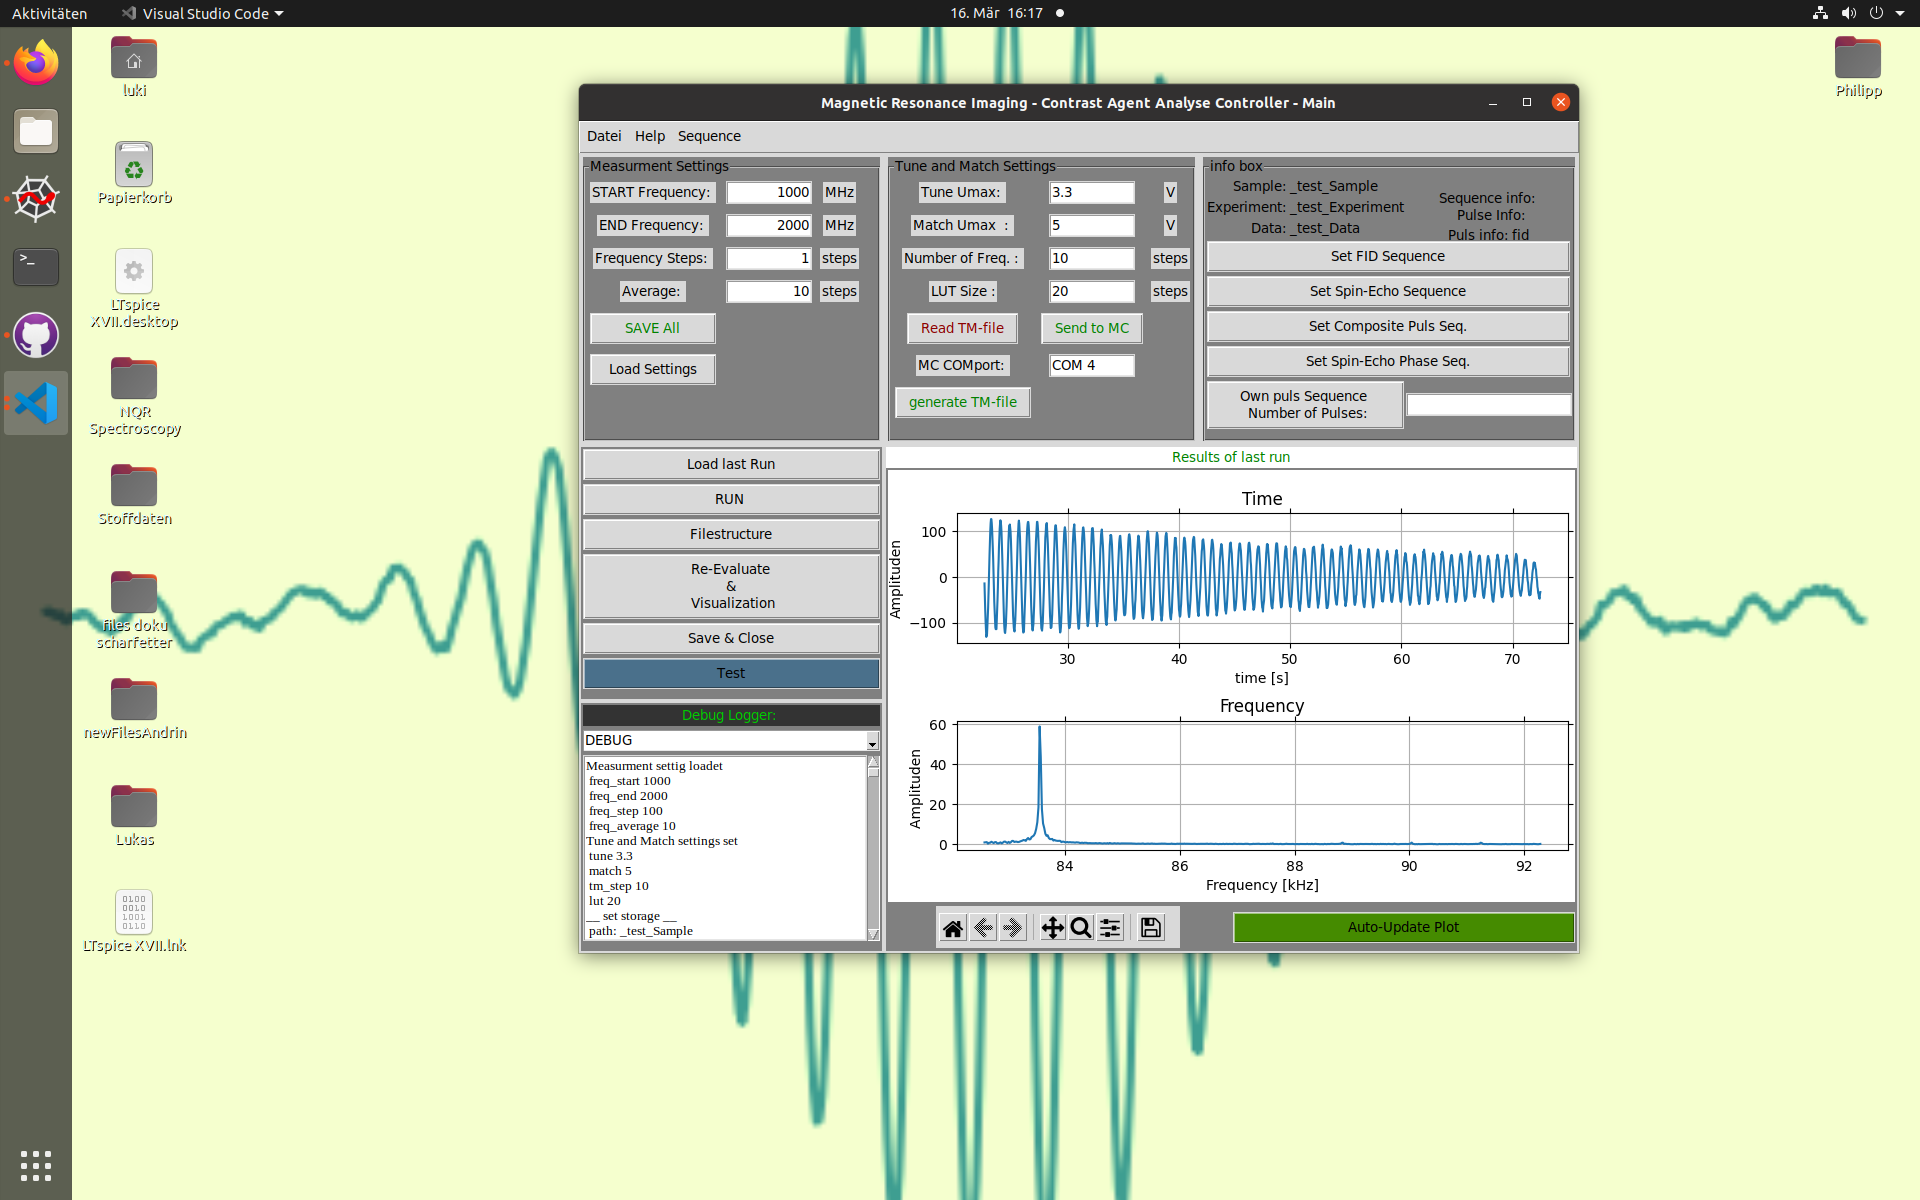 Aktivitäten
Visual Studio Code
16. Mär 16:17
luki
Papierkorb
LTspice
XVII.desktop
NQR
Spectroscopy
Stoffdaten
files doku
scharfetter
newFilesAndrin
Lukas
0100
0010
1001
0110
LTspice XVII.lnk
Philipp
>_
Magnetic Resonance Imaging - Contrast Agent Analyse Controller - Main
Datei Help Sequence
Measurment Settings
START Frequency: 1000 MHz
END Frequency: 2000 MHz
Frequency Steps: 1 steps
Average: 10 steps
SAVE All
Load Settings
Tune and Match Settings
Tune Umax: 3.3 V
Match Umax : 5 V
Number of Freq. : 10 steps
LUT Size : 20 steps
Read TM-file Send to MC
MC COMport: COM 4
generate TM-file
info box
Sample: _test_Sample
Experiment: _test_Experiment
Data: _test_Data
Sequence info:
Pulse Info:
Puls info: fid
Set FID Sequence
Set Spin-Echo Sequence
Set Composite Puls Seq.
Set Spin-Echo Phase Seq.
Own puls Sequence
Number of Pulses:
Load last Run
RUN
Filestructure
Re-Evaluate
&
Visualization
Save & Close
Test
Debug Logger:
DEBUG
Measurment settig loadet
freq_start 1000
freq_end 2000
freq_step 100
freq_average 10
Tune and Match settings set
tune 3.3
match 5
tm_step 10
lut 20
__ set storage __
path: _test_Sample
Results of last run
Time
Amplituden
100
0
−100
30 40 50 60 70
time [s]
Frequency
Amplituden
60
40
20
0
84 86 88 90 92
Frequency [kHz]
Auto-Update Plot